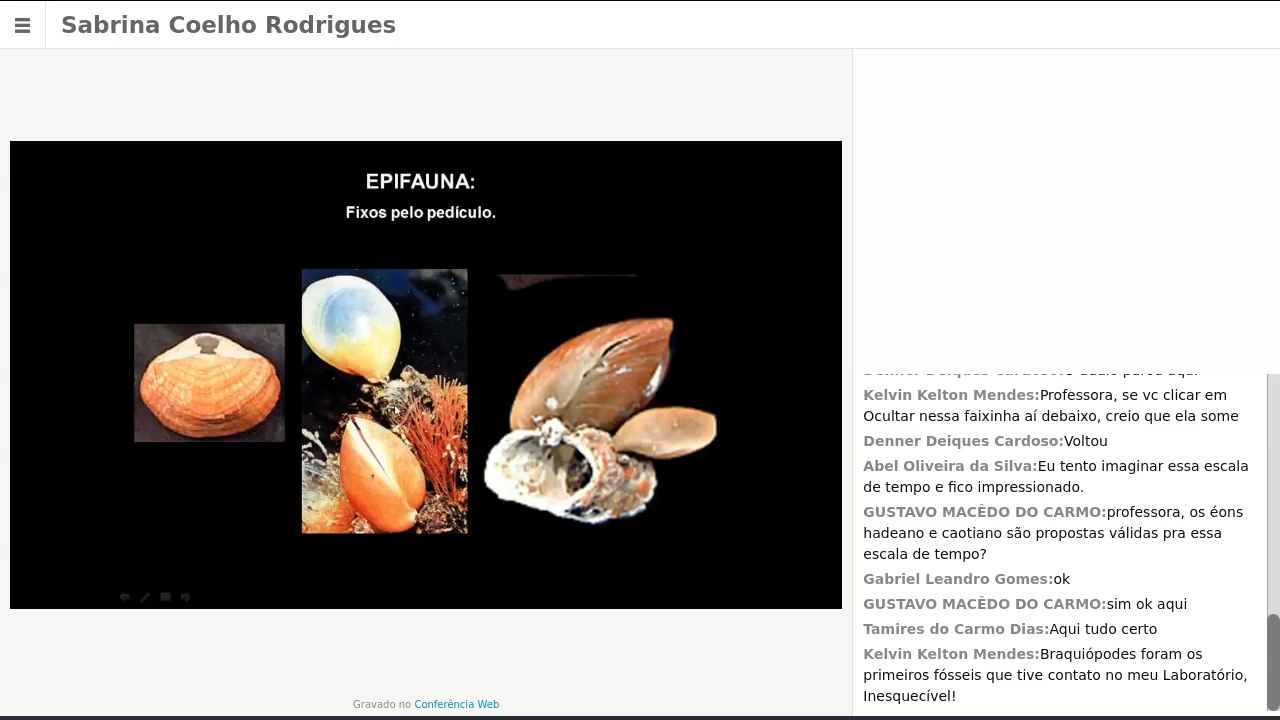 Sabrina Coelho Rodrigues
EPIFAUNA:
Fixos pelo pedículo.
Kelvin Kelton Mendes:Professora, se vc clicar em
Ocultar nessa faixinha aí debaixo, creio que ela some
Denner Deiques Cardoso:Voltou
Abel Oliveira da Silva:Eu tento imaginar essa escala
de tempo e fico impressionado.
GUSTAVO MACÊDO DO CARMO:professora, os éons
hadeano e caotiano são propostas válidas pra essa
escala de tempo?
Gabriel Leandro Gomes:ok
GUSTAVO MACÊDO DO CARMO:sim ok aqui
Tamires do Carmo Dias:Aqui tudo certo
Kelvin Kelton Mendes:Braquiópodes foram os
primeiros fósseis que tive contato no meu Laboratório,
Inesquecível!
Gravado no Conferência Web